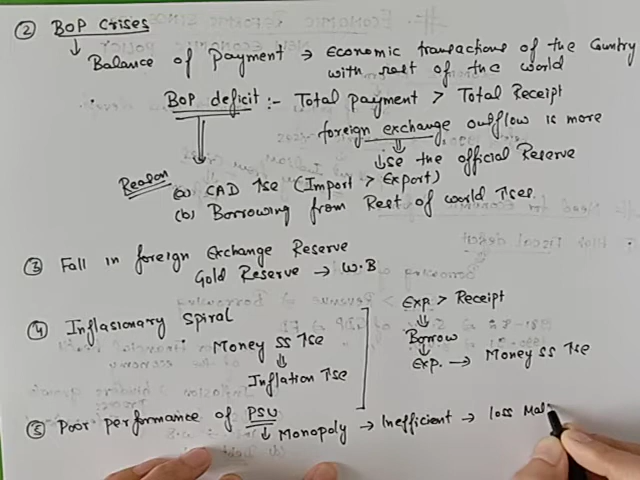 ② BOP Crises
↓ Balance of Payment → Economic transactions of the Country
with rest of the world
BOP deficit :- Total payment > Total Receipt
foreign exchange outflow is more
↓se the official Reserve
Reason
(a) CAD ↑se (Import > Export)
(b) Borrowing from Rest of world ↑ses
③ Fall in foreign Exchange Reserve
Gold Reserve → W.B
④ Inflasionary Spiral
Money SS ↑se
⇓
Inflation ↑se
Exp. > Receipt
⇓
Borrow
↓
Exp. → Money SS ↑se
⑤ Poor performance of PSU
↓ Monopoly → Inefficient → loss